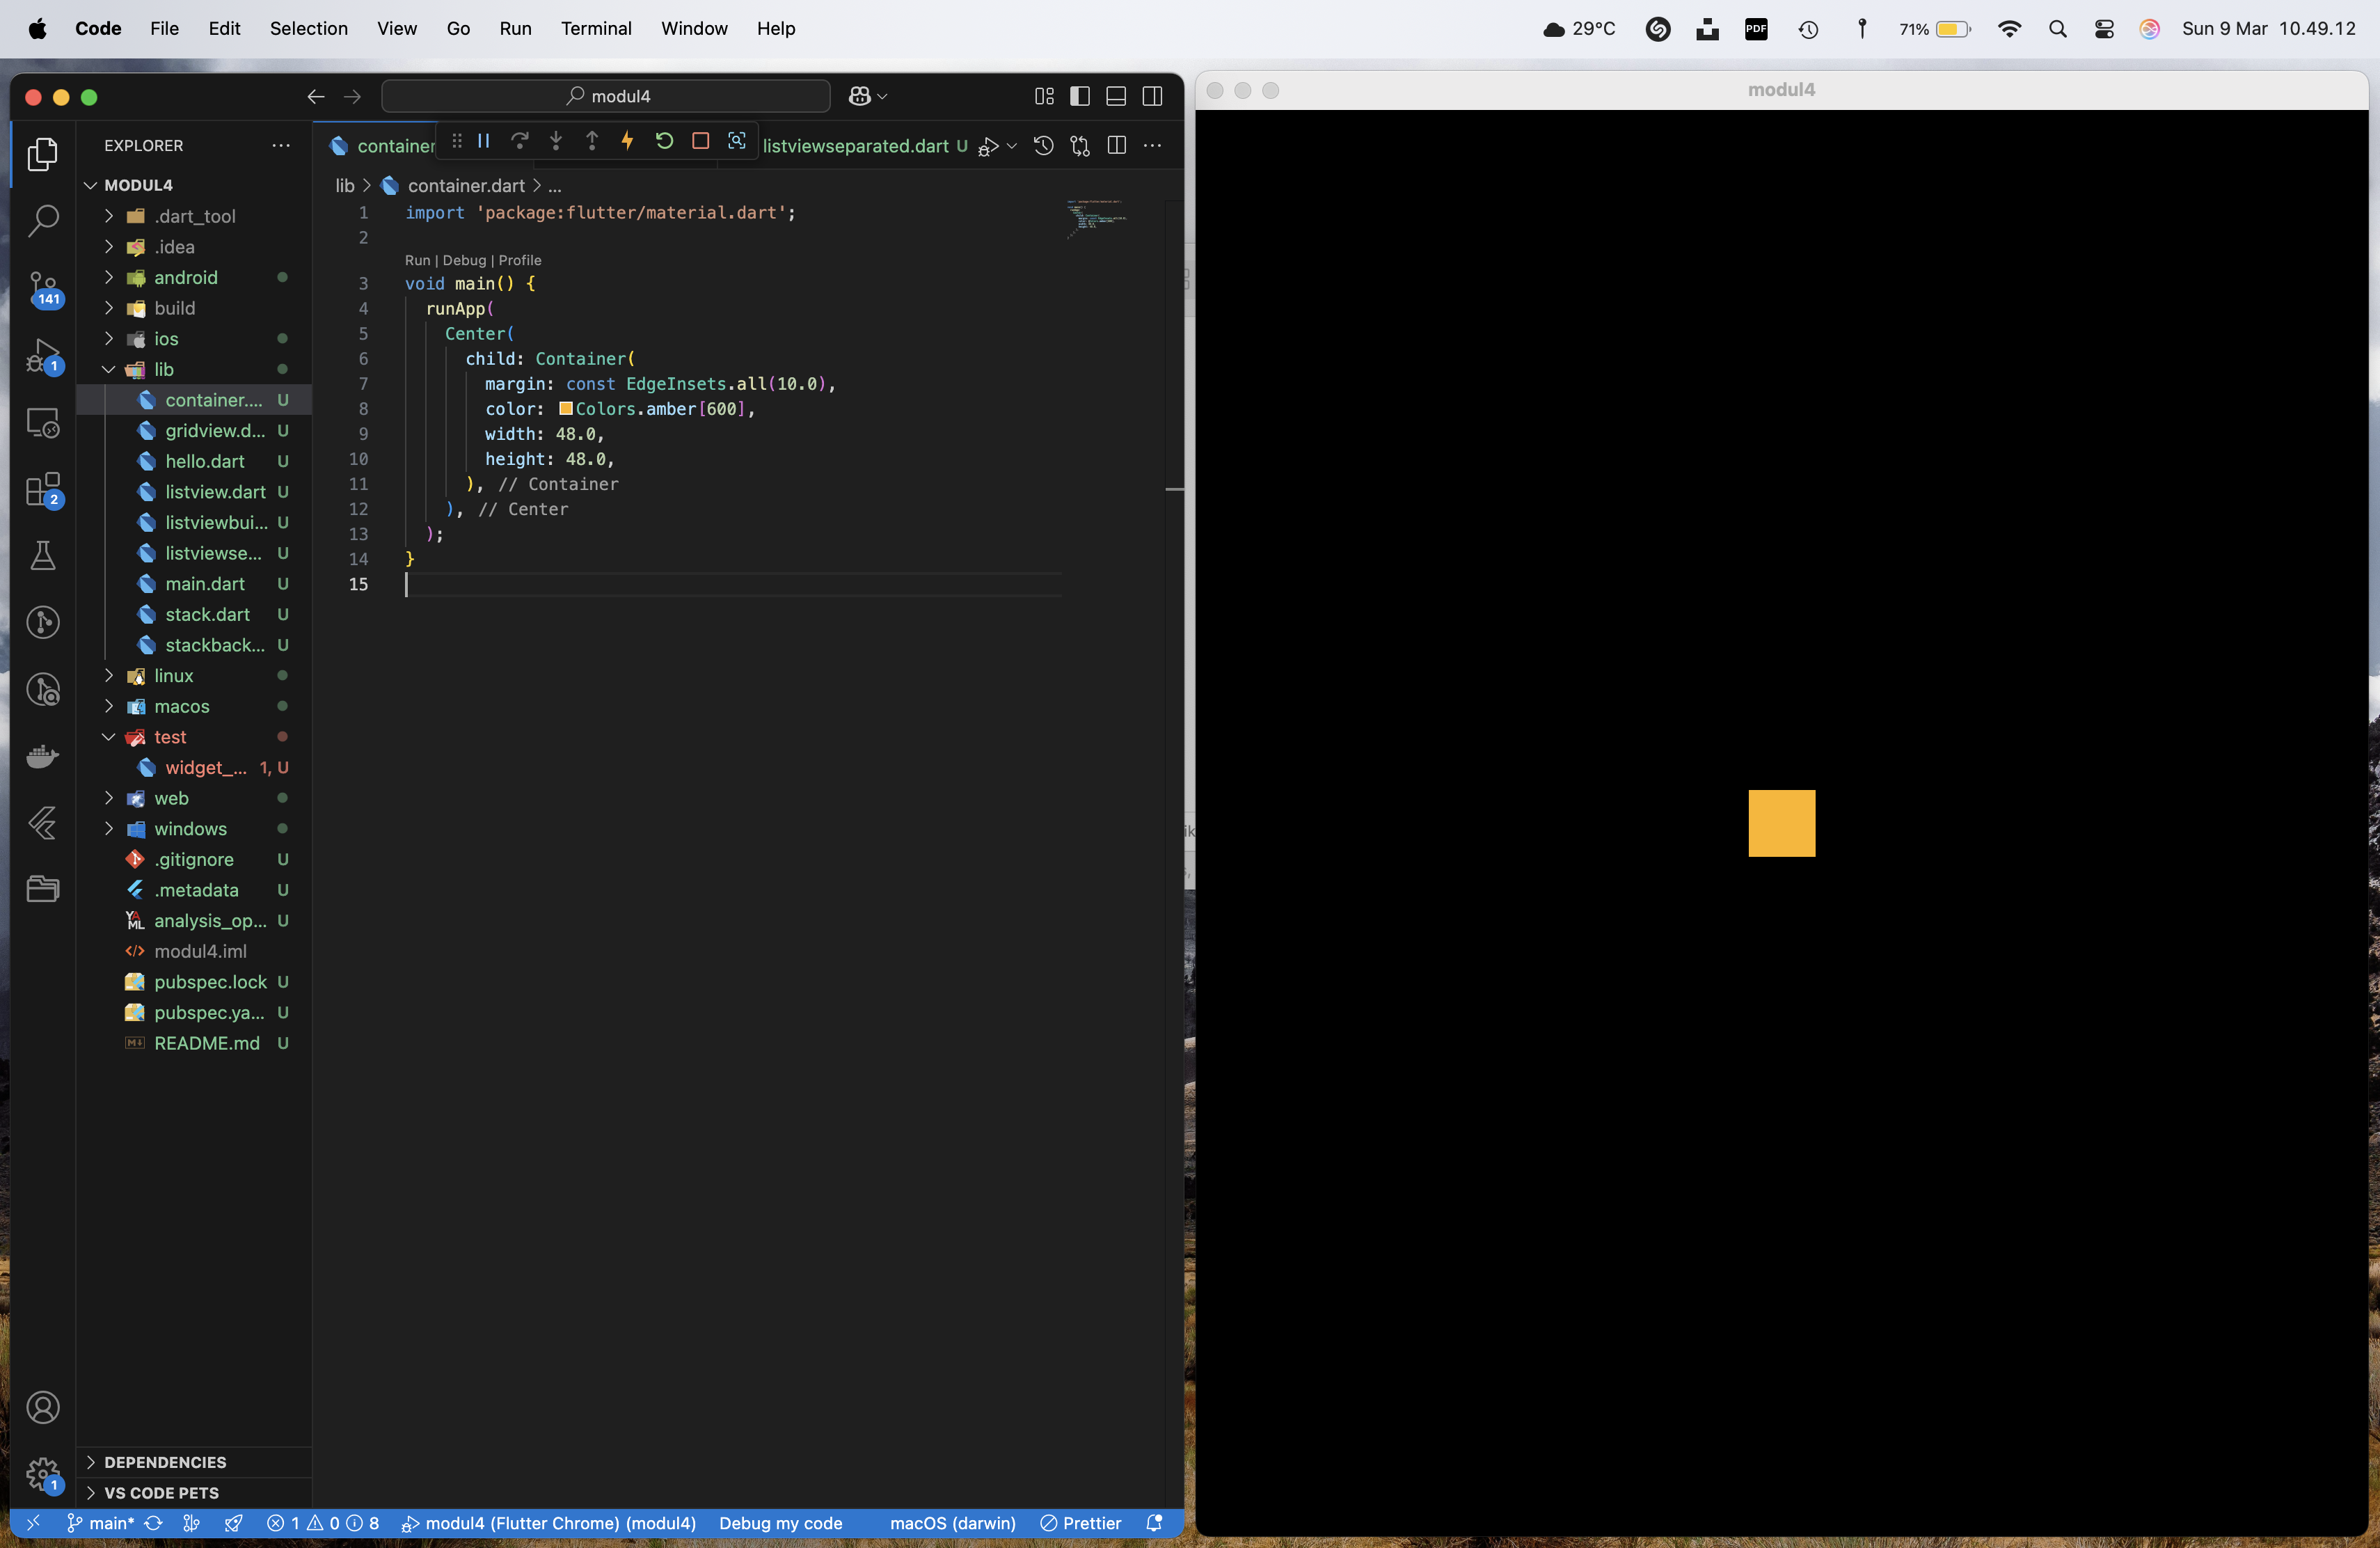 Code File Edit Selection View Go Run Terminal Window Help
29°C PDF 71% Sun 9 Mar 10.49.12
modul4
EXPLORER
container
listviewseparated.dart U
MODUL4
.dart_tool
.idea
android
build
ios
lib
container.... U
gridview.d... U
hello.dart U
listview.dart U
listviewbui... U
listviewse... U
main.dart U
stack.dart U
stackback... U
linux
macos
test
widget_... 1, U
web
windows
.gitignore U
.metadata U
YAML analysis_op... U
modul4.iml
pubspec.lock U
pubspec.ya... U
README.md U
DEPENDENCIES
VS CODE PETS
141
1
2
1
lib > container.dart > ...
1 import 'package:flutter/material.dart';
2
Run | Debug | Profile
3 void main() {
4 runApp(
5 Center(
6 child: Container(
7 margin: const EdgeInsets.all(10.0),
8 color: Colors.amber[600],
9 width: 48.0,
10 height: 48.0,
11 ), // Container
12 ), // Center
13 );
14 }
15
main* 1 0 8 modul4 (Flutter Chrome) (modul4) Debug my code macOS (darwin) Prettier
modul4